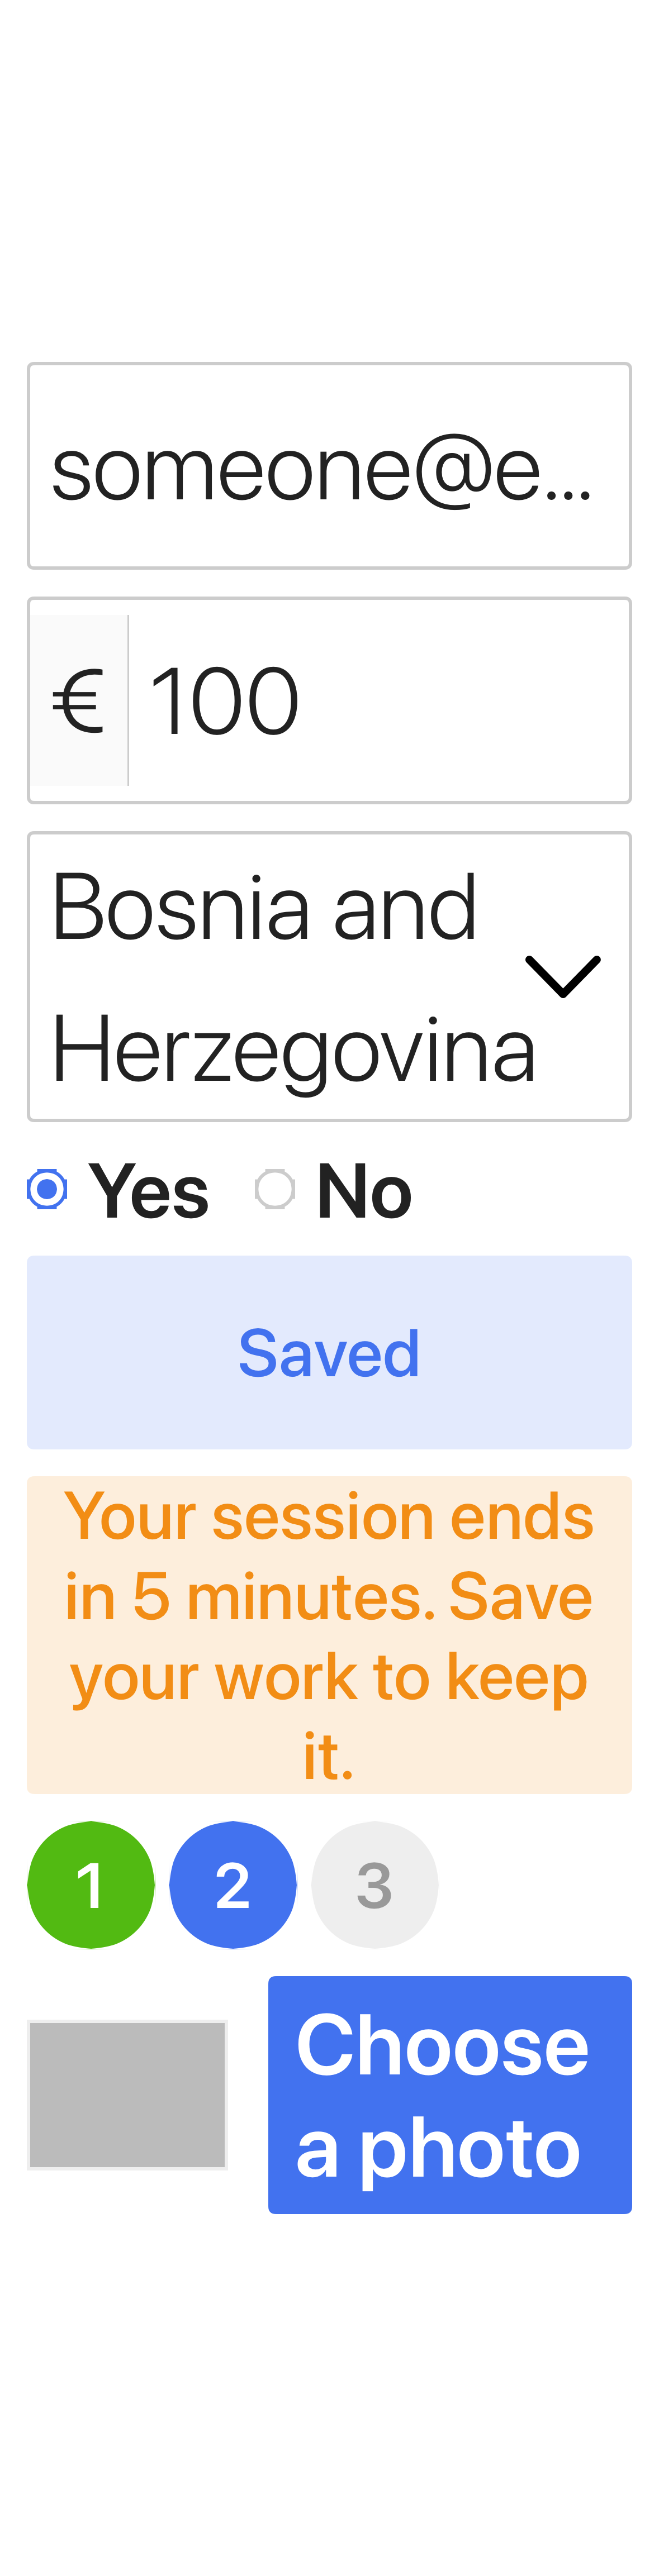 someone@e...
€ 100
Bosnia and
Herzegovina
Yes No
Saved
Your session ends
in 5 minutes. Save
your work to keep
it.
1 2 3
Choose
a photo